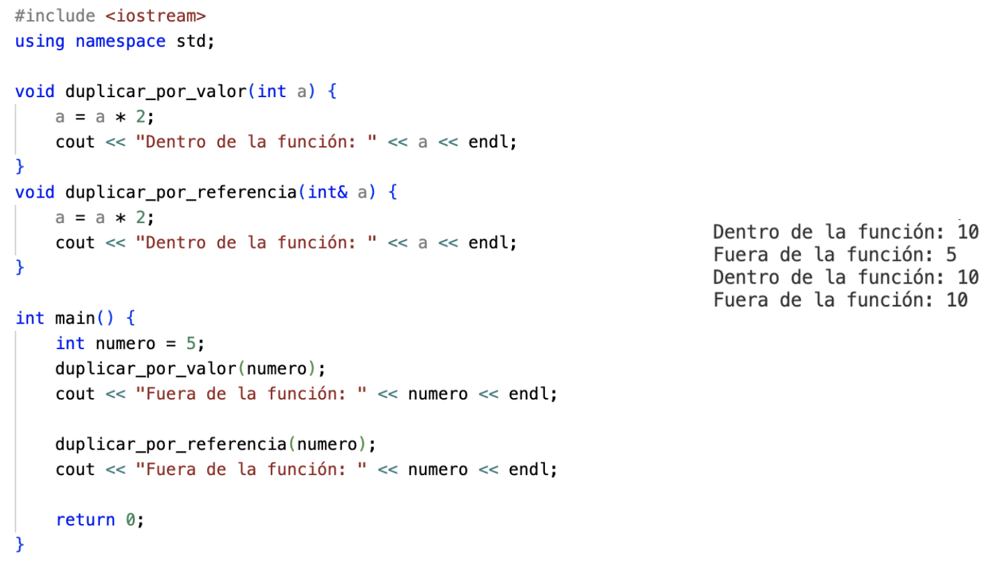 #include <iostream>
using namespace std;
void duplicar_por_valor(int a) {
a = a * 2;
cout << "Dentro de la función: " << a << endl;
}
void duplicar_por_referencia(int& a) {
a = a * 2;
cout << "Dentro de la función: " << a << endl;
}
int main() {
int numero = 5;
duplicar_por_valor(numero);
cout << "Fuera de la función: " << numero << endl;
duplicar_por_referencia(numero);
cout << "Fuera de la función: " << numero << endl;
return 0;
}
Dentro de la función: 10
Fuera de la función: 5
Dentro de la función: 10
Fuera de la función: 10